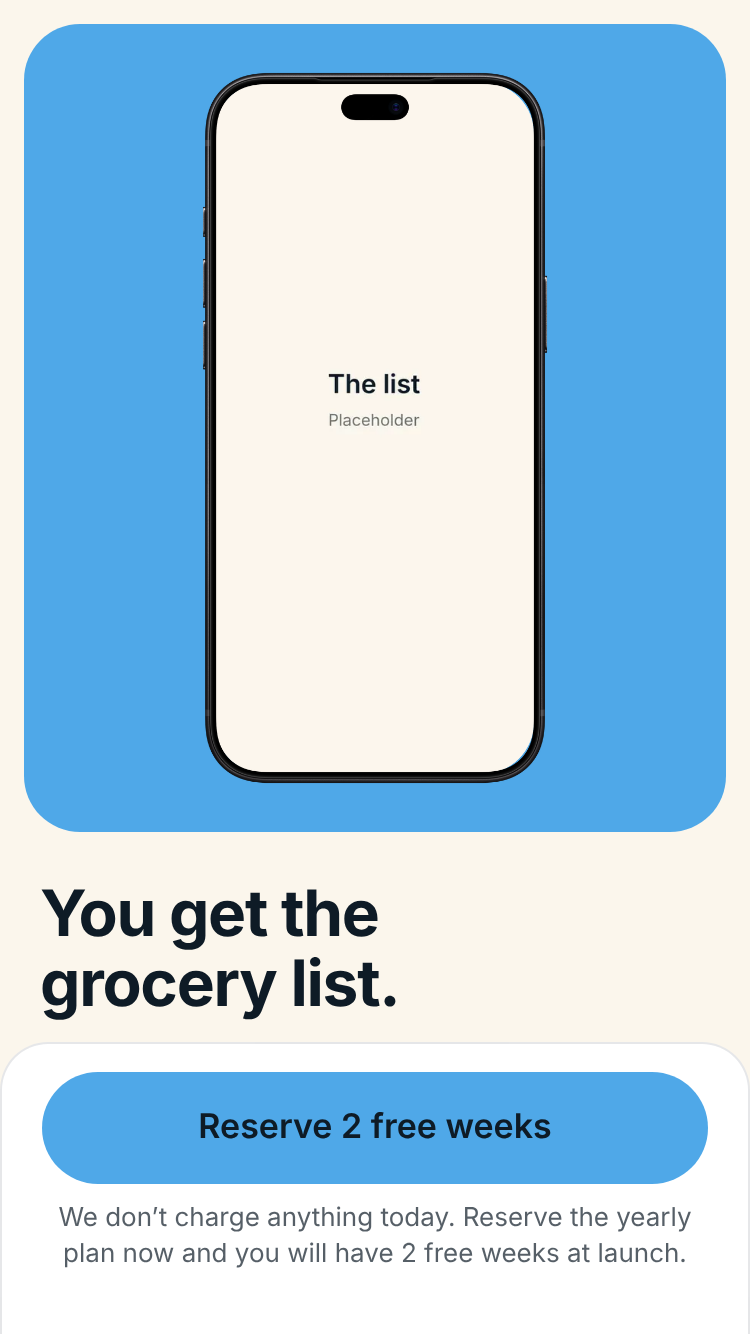 The list
Placeholder
You get the
grocery list.
Reserve 2 free weeks
We don’t charge anything today. Reserve the yearly
plan now and you will have 2 free weeks at launch.